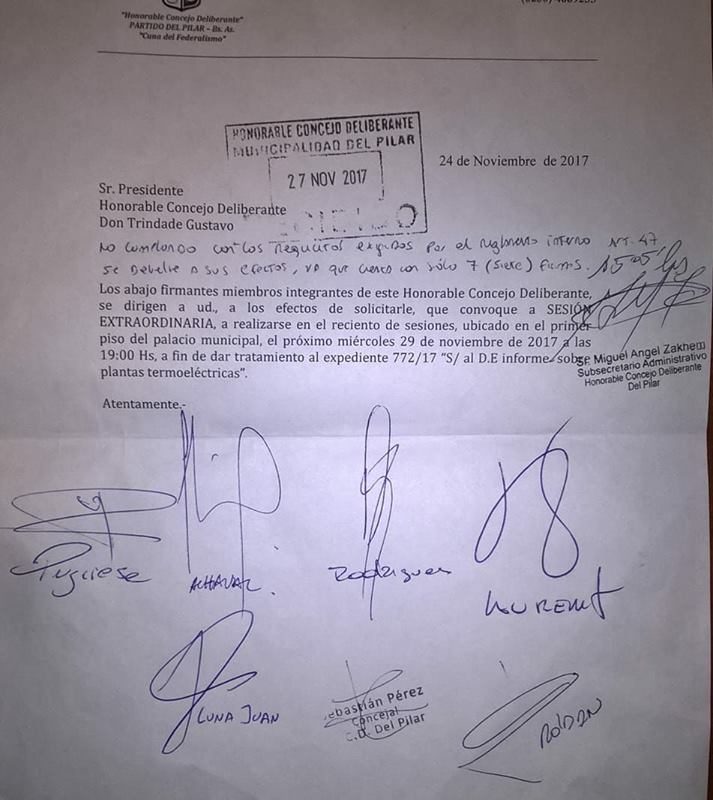 "Honorable Concejo Deliberante"
PARTIDO DEL PILAR – Bs. As.
"Cuna del Federalismo"
HONORABLE CONCEJO DELIBERANTE
MUNICIPALIDAD DEL PILAR
27 NOV 2017
24 de Noviembre de 2017
Sr. Presidente
Honorable Concejo Deliberante
Don Trindade Gustavo
No cumpliendo con los requisitos exigidos por el reglamento interno ART. 47
se devuelve a sus efectos, ya que cuenta con sólo 7 (siete) firmas.
Los abajo firmantes miembros integrantes de este Honorable Concejo Deliberante,
se dirigen a ud., a los efectos de solicitarle, que convoque a SESIÓN
EXTRAORDINARIA, a realizarse en el reciento de sesiones, ubicado en el primer
piso del palacio municipal, el próximo miércoles 29 de noviembre de 2017 a las
19:00 Hs, a fin de dar tratamiento al expediente 772/17 "S/ al D.E informe sobre
plantas termoeléctricas".
Miguel Angel Zakhem
Subsecretario Administrativo
Honorable Concejo Deliberante
Del Pilar
Atentamente.-
Pugliese
ACHAVAL
Rodriguez
LAURENT
LUNA JUAN
Sebastián Pérez
Concejal
C.D. Del Pilar
ROLDAN